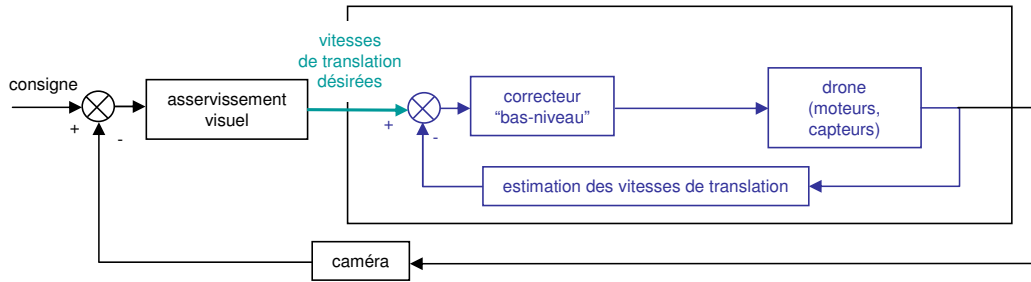 vitesses
de translation
désirées
consigne
+
-
asservissement
visuel
+
-
correcteur
“bas-niveau”
drone
(moteurs,
capteurs)
estimation des vitesses de translation
caméra